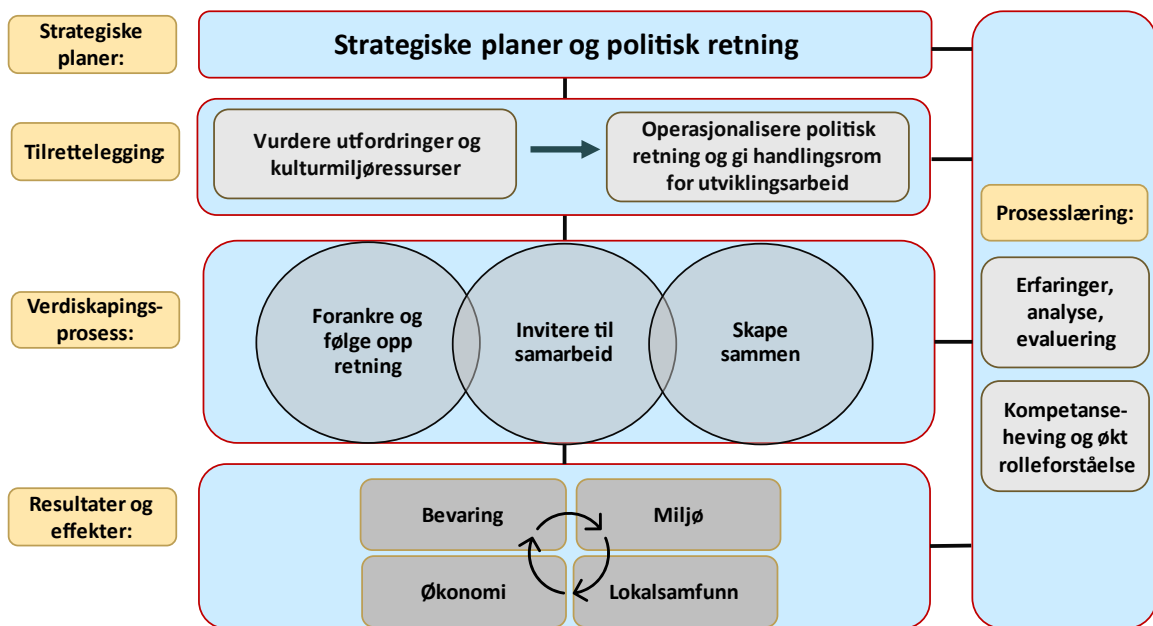 Strategiske
planer:
Strategiske planer og politisk retning
Tilrettelegging:
Vurdere utfordringer og
kulturmiljøressurser
Operasjonalisere politisk
retning og gi handlingsrom
for utviklingsarbeid
Verdiskapings-
prosess:
Forankre og
følge opp
retning
Invitere til
samarbeid
Skape
sammen
Resultater og
effekter:
Bevaring
Miljø
Økonomi
Lokalsamfunn
Prosesslæring:
Erfaringer,
analyse,
evaluering
Kompetanse-
heving og økt
rolleforståelse